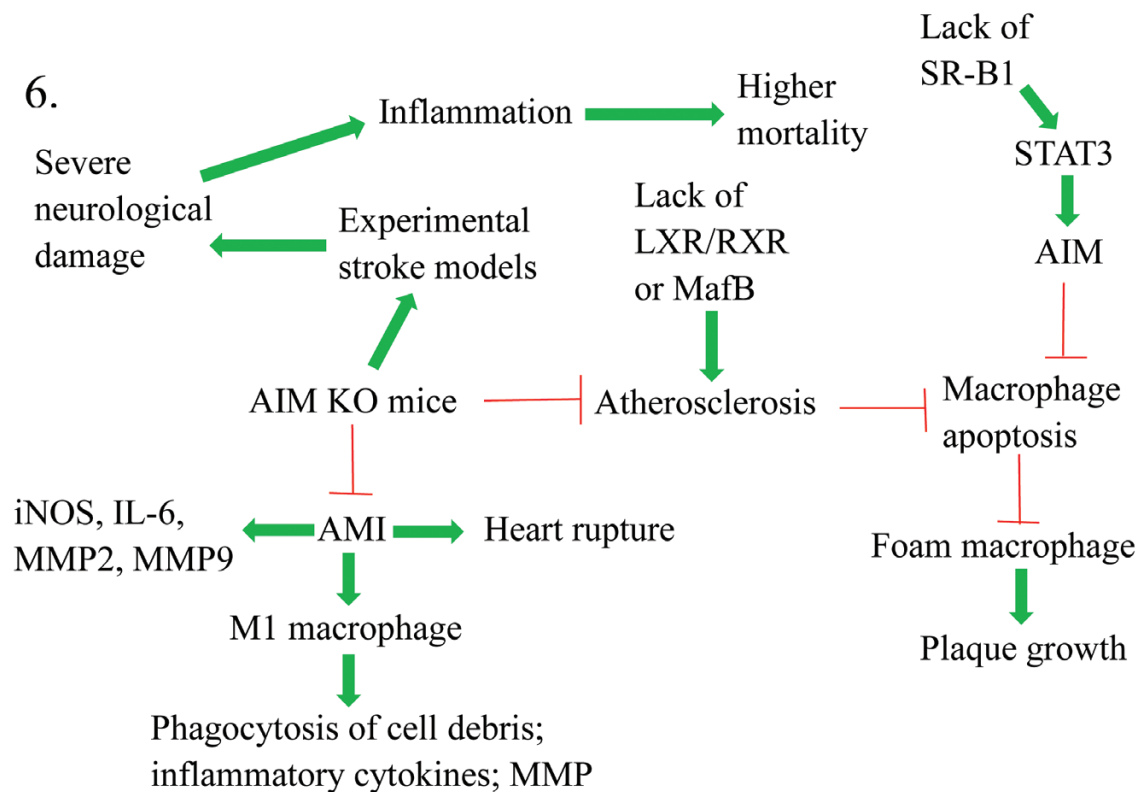 6.
Inflammation
Higher
mortality
Lack of
SR-B1
STAT3
AIM
Severe
neurological
damage
Experimental
stroke models
Lack of
LXR/RXR
or MafB
AIM KO mice
Atherosclerosis
Macrophage
apoptosis
iNOS, IL-6,
MMP2, MMP9
AMI
Heart rupture
Foam macrophage
M1 macrophage
Plaque growth
Phagocytosis of cell debris;
inflammatory cytokines; MMP